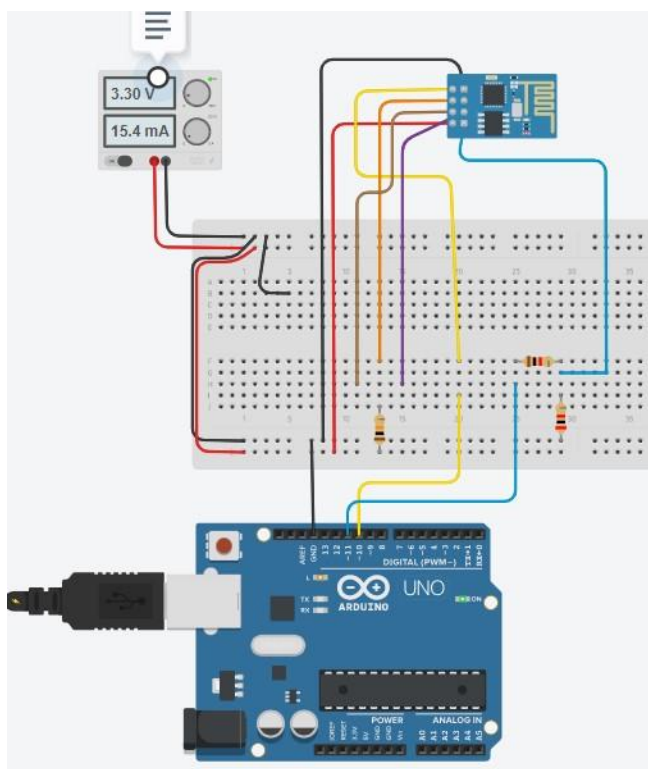 3.30 V
15.4 mA
AREF
GND
13
12
~11
~10
~9
8
7
~6
~5
4
~3
2
TX→1
RX←0
DIGITAL (PWM~)
L
TX
RX
ARDUINO
UNO
ON
POWER
ANALOG IN
IOREF
RESET
3.3V
5V
GND
GND
Vin
A0
A1
A2
A3
A4
A5